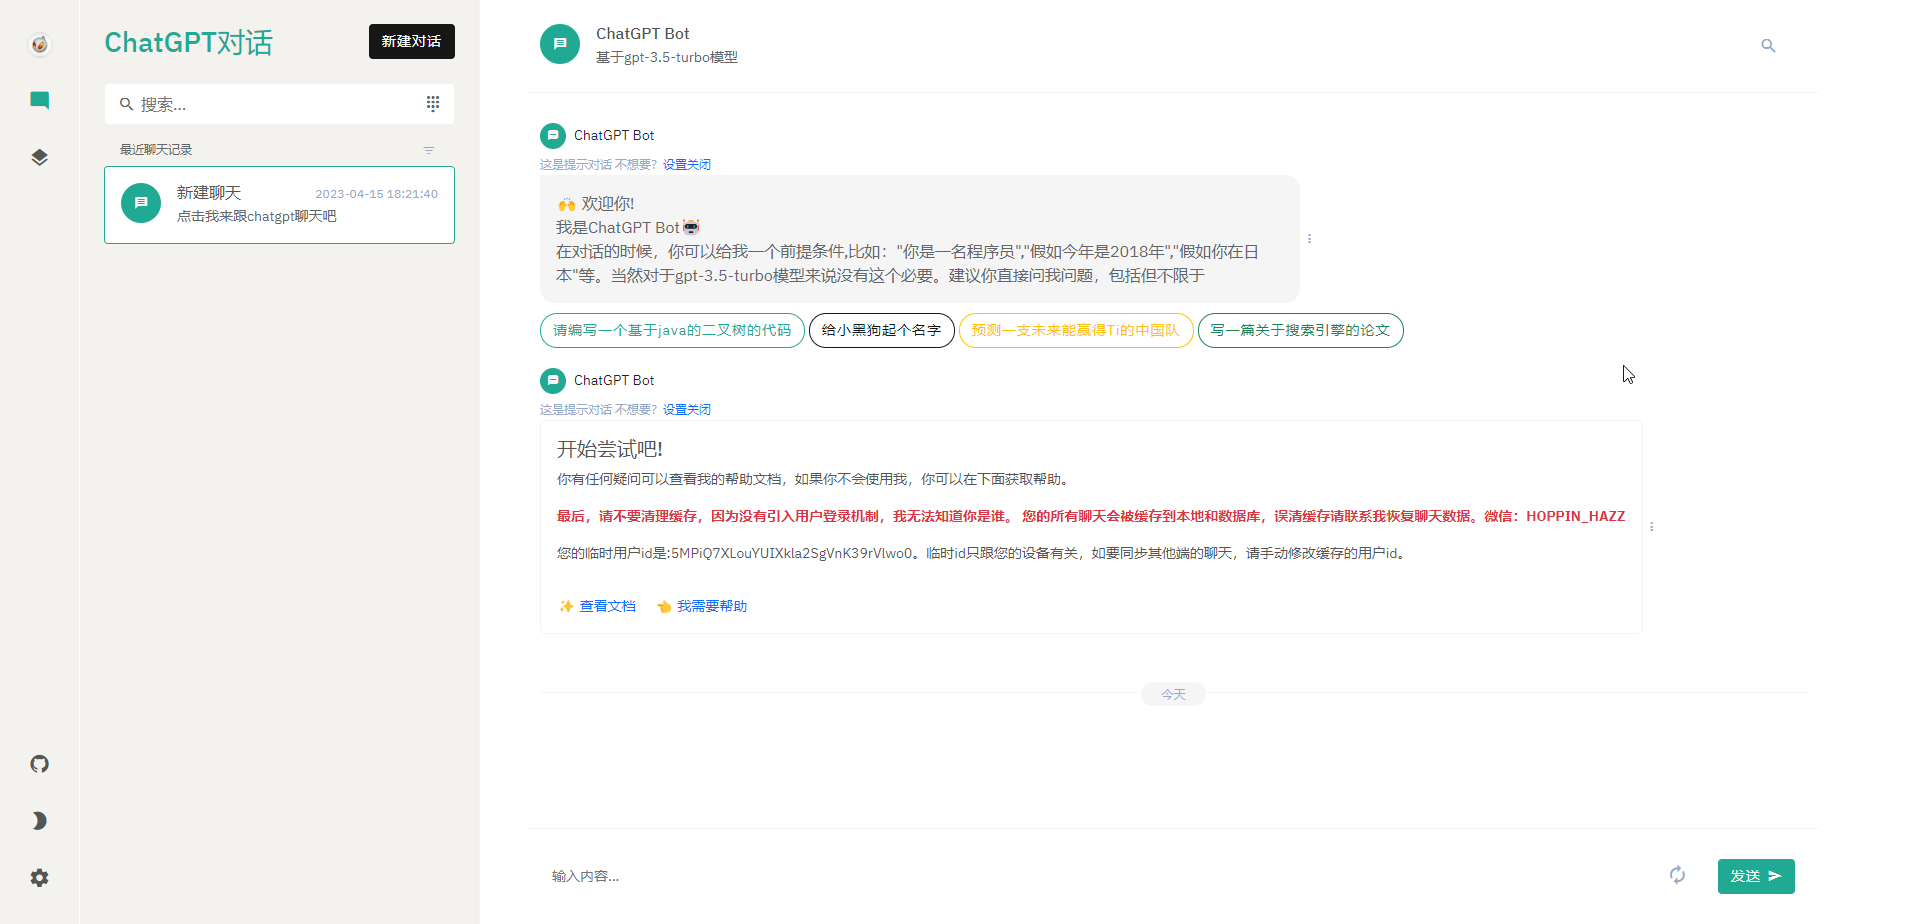 ChatGPT对话
新建对话
搜索...
最近聊天记录
新建聊天
2023-04-15 18:21:40
点击我来跟chatgpt聊天吧
ChatGPT Bot
基于gpt-3.5-turbo模型
ChatGPT Bot
这是提示对话 不想要? 设置关闭
🙌 欢迎你!
我是ChatGPT Bot🤖
在对话的时候，你可以给我一个前提条件,比如："你是一名程序员","假如今年是2018年","假如你在日
本"等。当然对于gpt-3.5-turbo模型来说没有这个必要。建议你直接问我问题，包括但不限于
请编写一个基于java的二叉树的代码
给小黑狗起个名字
预测一支未来能赢得Ti的中国队
写一篇关于搜索引擎的论文
ChatGPT Bot
这是提示对话 不想要? 设置关闭
开始尝试吧!
你有任何疑问可以查看我的帮助文档，如果你不会使用我，你可以在下面获取帮助。
最后，请不要清理缓存，因为没有引入用户登录机制，我无法知道你是谁。 您的所有聊天会被缓存到本地和数据库，误清缓存请联系我恢复聊天数据。微信：HOPPIN_HAZZ
您的临时用户id是:5MPiQ7XLouYUIXkla2SgVnK39rVlwo0。临时id只跟您的设备有关，如要同步其他端的聊天，请手动修改缓存的用户id。
✨ 查看文档
👈 我需要帮助
今天
输入内容...
发送